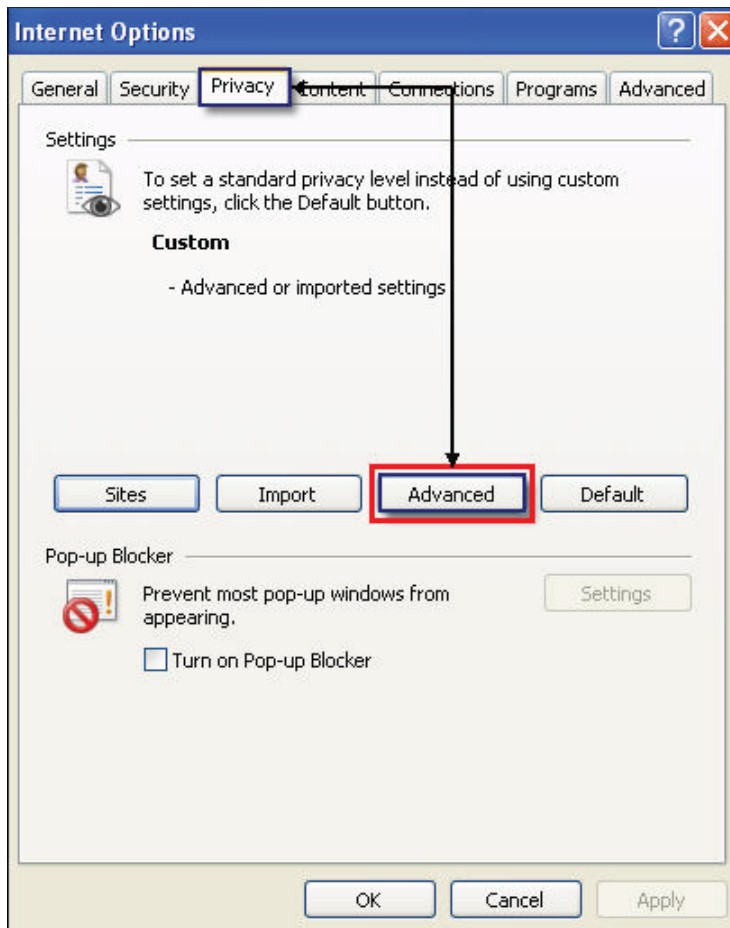 Internet Options
General Security Privacy Content Connections Programs Advanced
Settings
To set a standard privacy level instead of using custom
settings, click the Default button.
Custom
- Advanced or imported settings
Sites Import Advanced Default
Pop-up Blocker
Prevent most pop-up windows from
appearing.
Settings
Turn on Pop-up Blocker
OK Cancel Apply